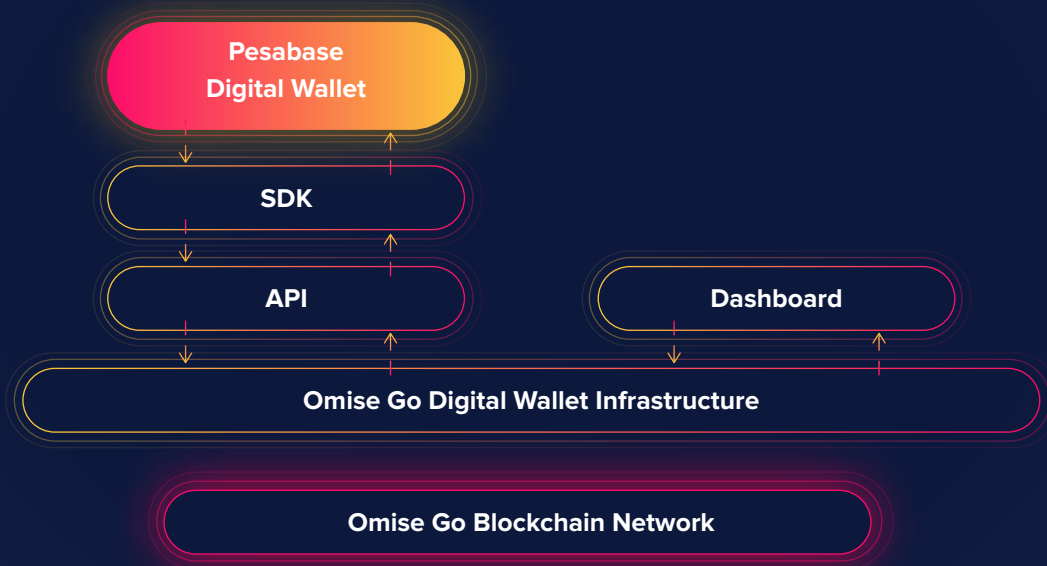 Pesabase
Digital Wallet
SDK
API
Dashboard
Omise Go Digital Wallet Infrastructure
Omise Go Blockchain Network